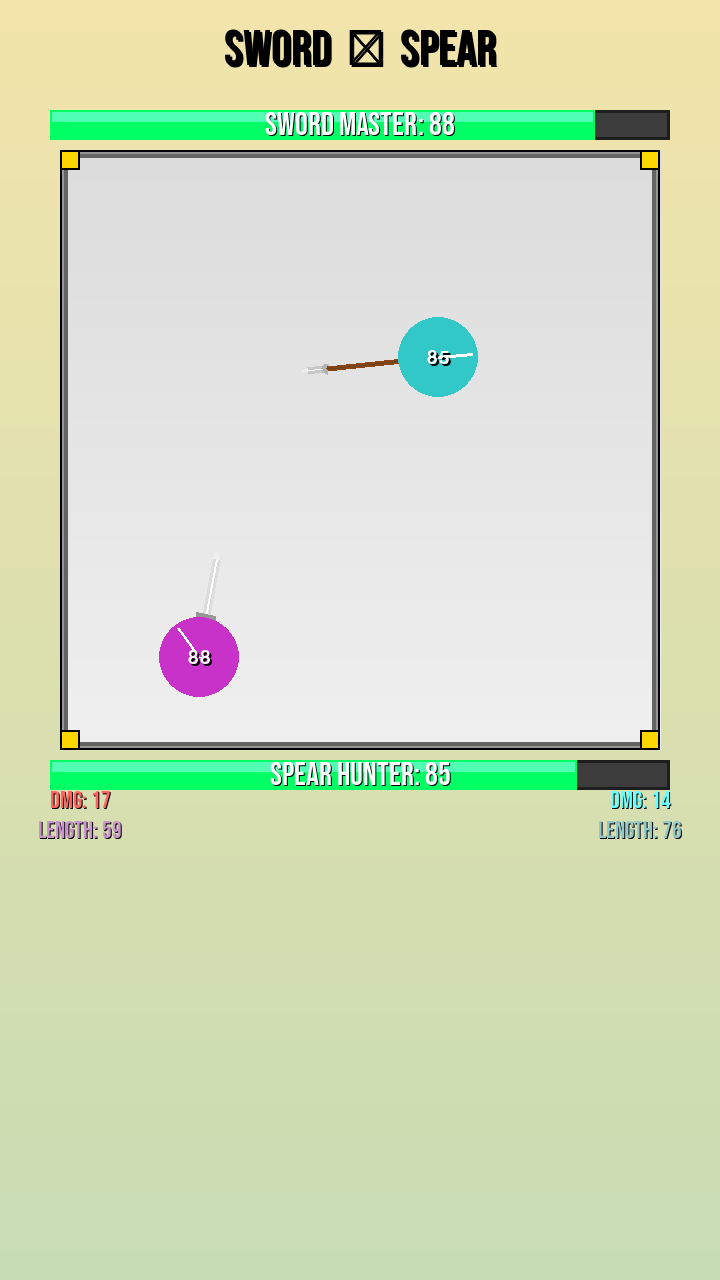 SWORD SPEAR
SWORD MASTER: 88
85
88
SPEAR HUNTER: 85
DMG: 17
DMG: 14
LENGTH: 59
LENGTH: 76